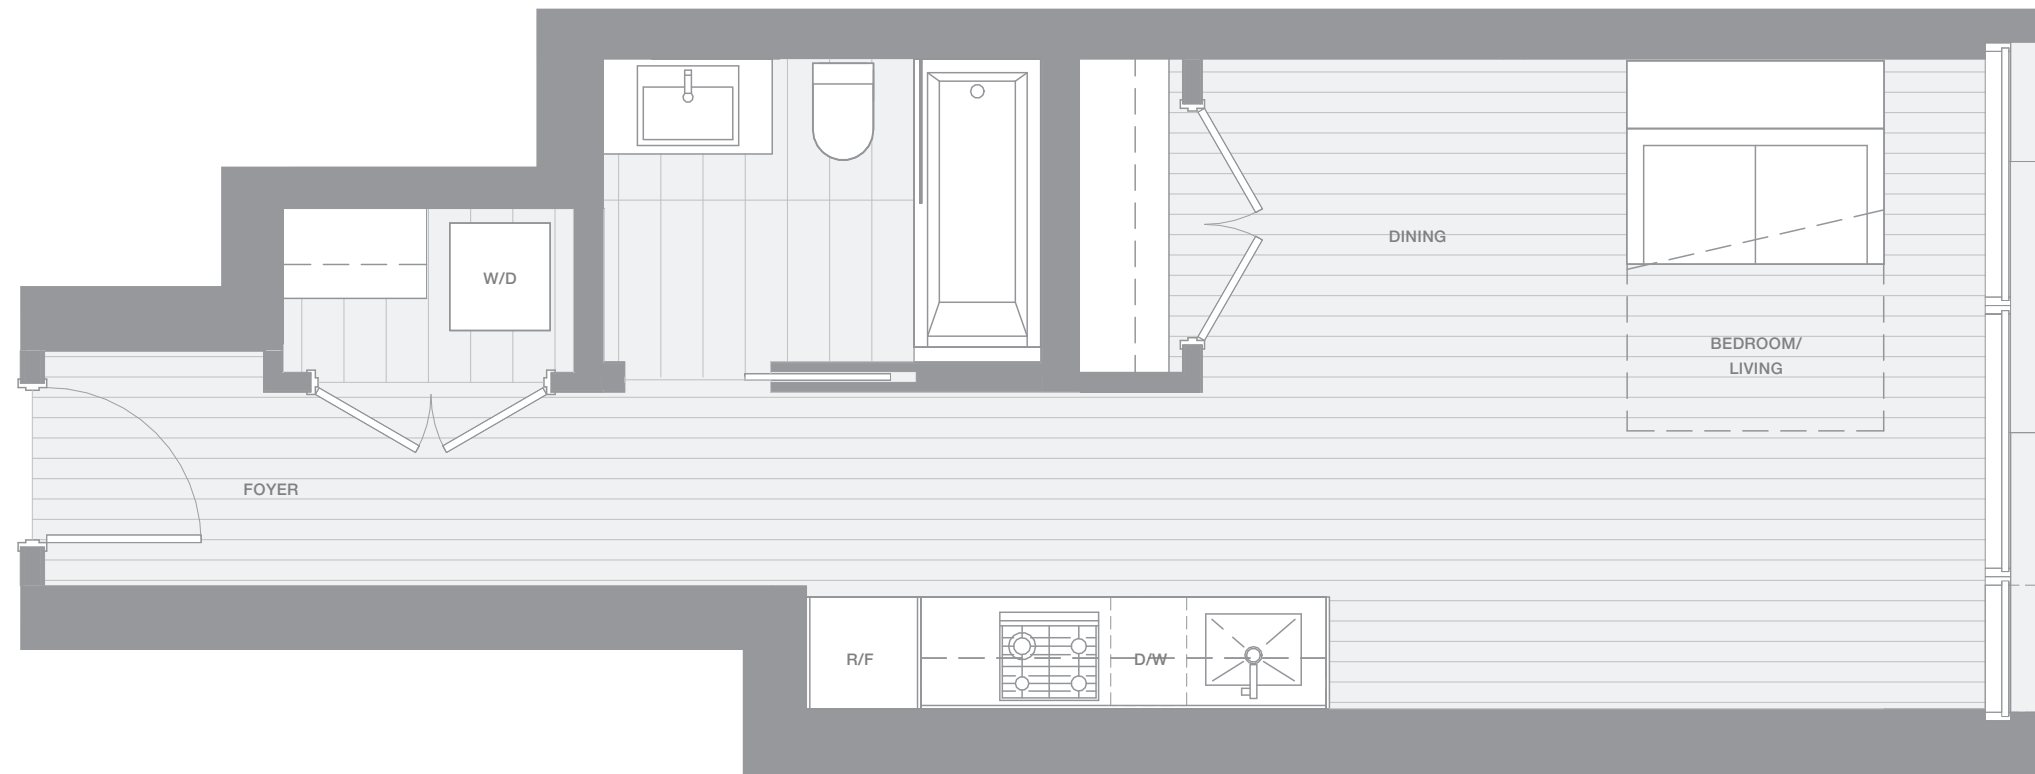 DINING
W/D
BEDROOM/
LIVING
FOYER
R/F
D/W